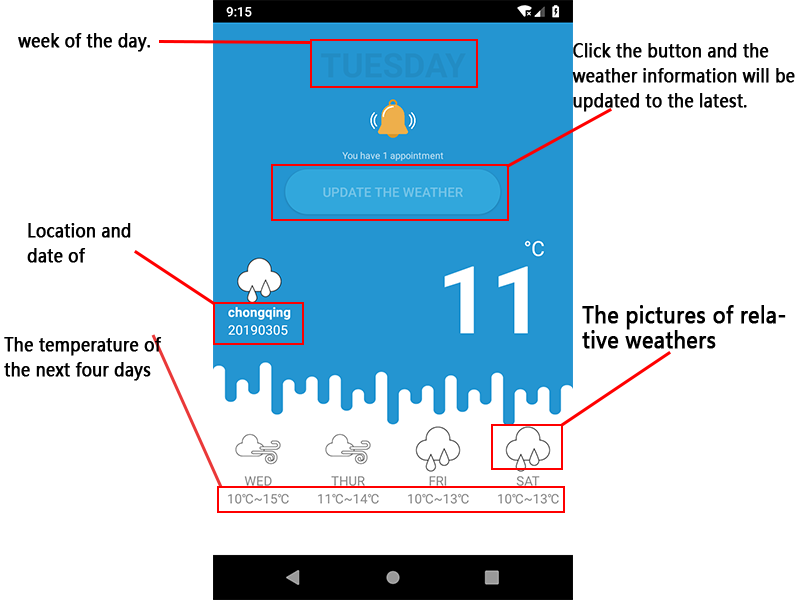 9:15
week of the day.
TUESDAY
Click the button and the
weather information will be
updated to the latest.
You have 1 appointment
UPDATE THE WEATHER
Location and
date of
°C
11
chongqing
20190305
The pictures of rela-
tive weathers
The temperature of
the next four days
WED THUR FRI SAT
10℃~15℃ 11℃~14℃ 10℃~13℃ 10℃~13℃